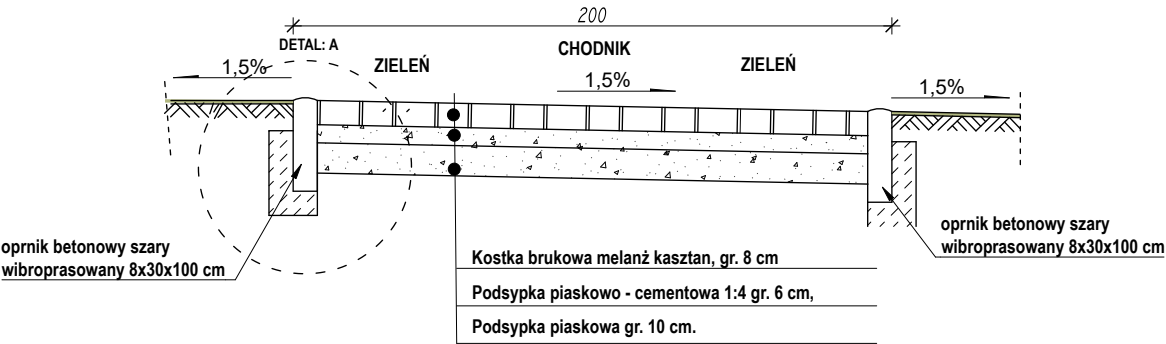 200
DETAL: A
CHODNIK
ZIELEŃ
ZIELEŃ
1,5%
1,5%
1,5%
oprnik betonowy szary
wibroprasowany 8x30x100 cm
oprnik betonowy szary
wibroprasowany 8x30x100 cm
Kostka brukowa melanż kasztan, gr. 8 cm
Podsypka piaskowo - cementowa 1:4 gr. 6 cm,
Podsypka piaskowa gr. 10 cm.